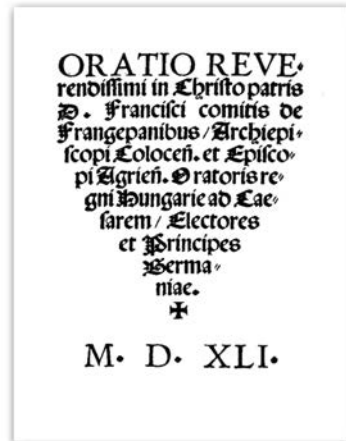 ORATIO REVE⸗
rendissimi in Christo patris
D. Francisci comitis de
Frangepanibus/Archiepi⸗
scopi Coloceñ. et Episco⸗
pi Agrieñ. Oratoris re⸗
gni Hungarie ad Cae⸗
sarem/Electores
et Principes
Germa⸗
niae.
✠
M. D. XLI.